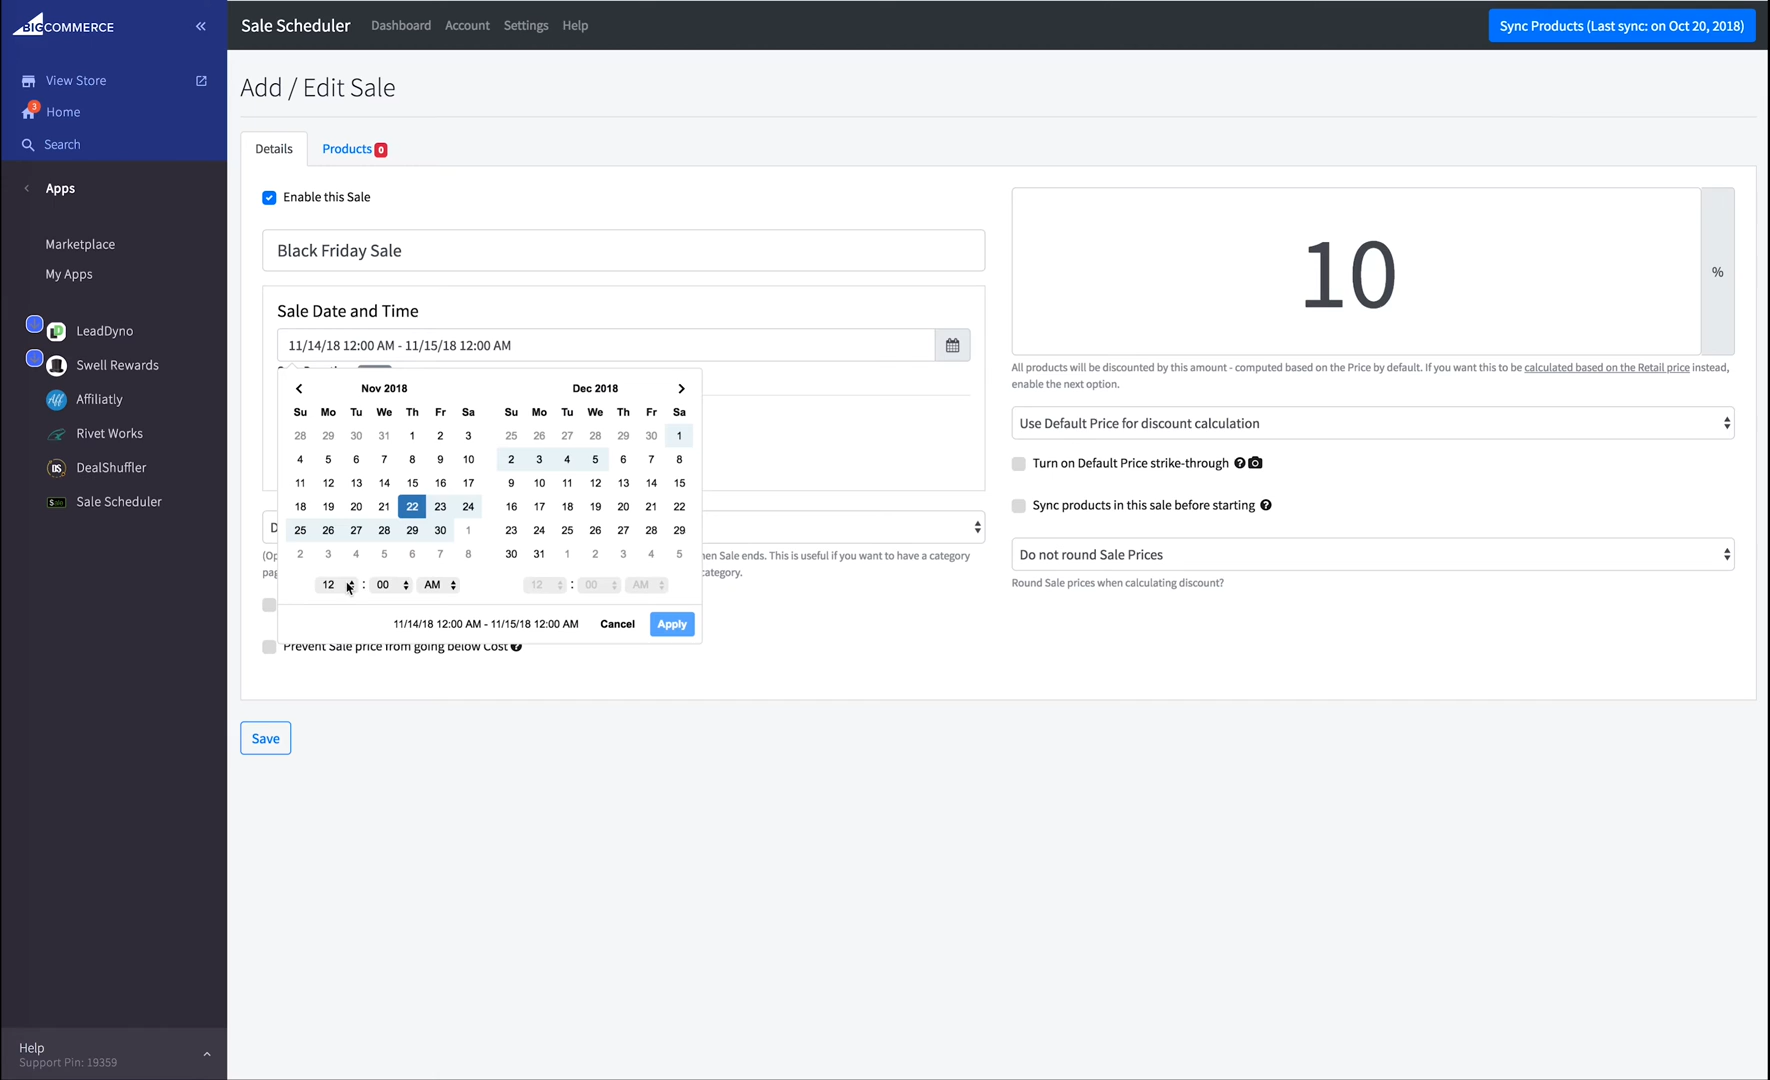 BIGCOMMERCE
«
Sale Scheduler Dashboard Account Settings Help
Sync Products (Last sync: on Oct 20, 2018)
View Store
3
Home
Search
Apps
Marketplace
My Apps
LeadDyno
Swell Rewards
Aff
Affiliatly
Rivet Works
DS
DealShuffler
Sale
Sale Scheduler
Help
Support Pin: 19359
Add / Edit Sale
Details Products 0
Enable this Sale
Black Friday Sale
Sale Date and Time
11/14/18 12:00 AM - 11/15/18 12:00 AM
Nov 2018
Su Mo Tu We Th Fr Sa
28 29 30 31 1 2 3
4 5 6 7 8 9 10
11 12 13 14 15 16 17
18 19 20 21 22 23 24
25 26 27 28 29 30 1
2 3 4 5 6 7 8
12 : 00 AM
Dec 2018
Su Mo Tu We Th Fr Sa
25 26 27 28 29 30 1
2 3 4 5 6 7 8
9 10 11 12 13 14 15
16 17 18 19 20 21 22
23 24 25 26 27 28 29
30 31 1 2 3 4 5
12 : 00 AM
11/14/18 12:00 AM - 11/15/18 12:00 AM Cancel Apply
D
(Op
en Sale ends. This is useful if you want to have a category
pag
ategory.
Prevent Sale price from going below Cost ?
Save
10
%
All products will be discounted by this amount - computed based on the Price by default. If you want this to be calculated based on the Retail price instead,
enable the next option.
Use Default Price for discount calculation
Turn on Default Price strike-through ?
Sync products in this sale before starting ?
Do not round Sale Prices
Round Sale prices when calculating discount?